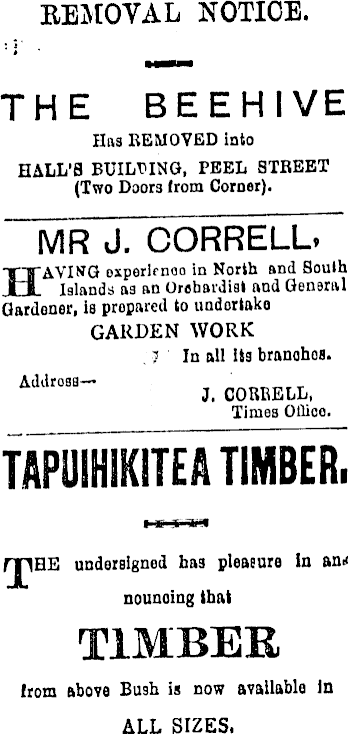 REMOVAL NOTICE.
THE BEEHIVE
Has REMOVED into
HALL'S BUILDING, PEEL STREET
(Two Doors from Corner).
MR J. CORRELL,
HAVING experience in North and South
Islands as an Orchardist and General
Gardener, is prepared to undertake
GARDEN WORK
In all its branches.
Address—
J. CORRELL,
Times Office.
TAPUIHIKITEA TIMBER.
THE undersigned has pleasure in an-
nouncing that
TIMBER
from above Bush is now available in
ALL SIZES.